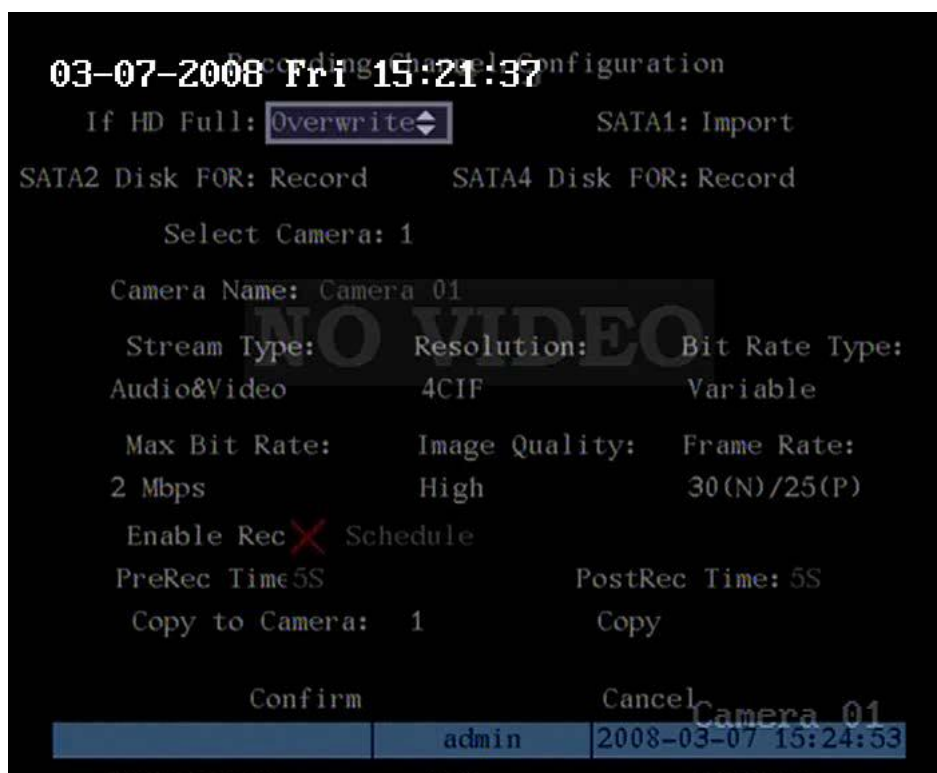 Recording Channel Configuration
03-07-2008 Fri 15:21:37
If HD Full: Overwrite SATA1: Import
SATA2 Disk FOR: Record SATA4 Disk FOR: Record
Select Camera: 1
Camera Name: Camera 01
NO VIDEO
Stream Type: Resolution: Bit Rate Type:
Audio&Video 4CIF Variable
Max Bit Rate: Image Quality: Frame Rate:
2 Mbps High 30(N)/25(P)
Enable Rec Schedule
PreRec Time 5S PostRec Time: 5S
Copy to Camera: 1 Copy
Confirm Cancel
Camera 01
admin 2008-03-07 15:24:53